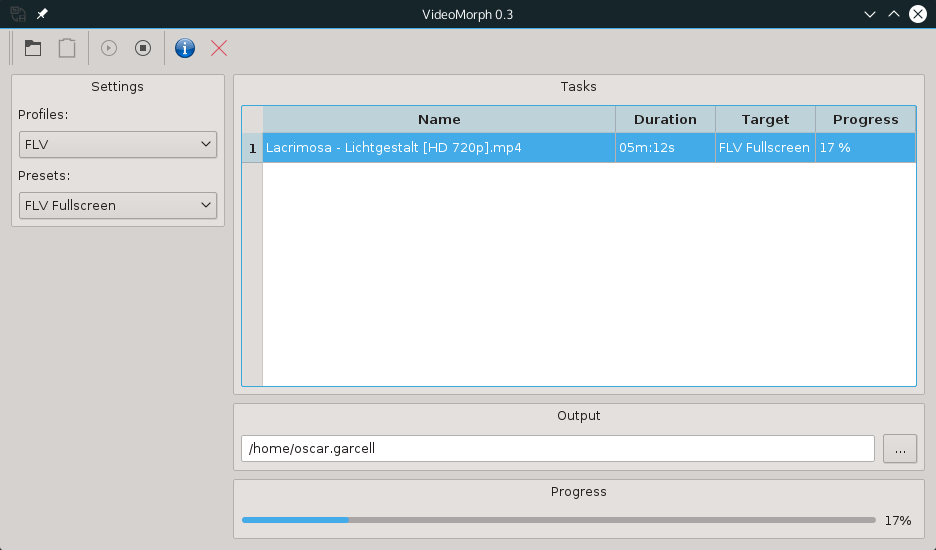 VideoMorph 0.3
Settings
Profiles:
FLV
Presets:
FLV Fullscreen
Tasks
Name Duration Target Progress
1 Lacrimosa - Lichtgestalt [HD 720p].mp4 05m:12s FLV Fullscreen 17 %
Output
/home/oscar.garcell ...
Progress
17%